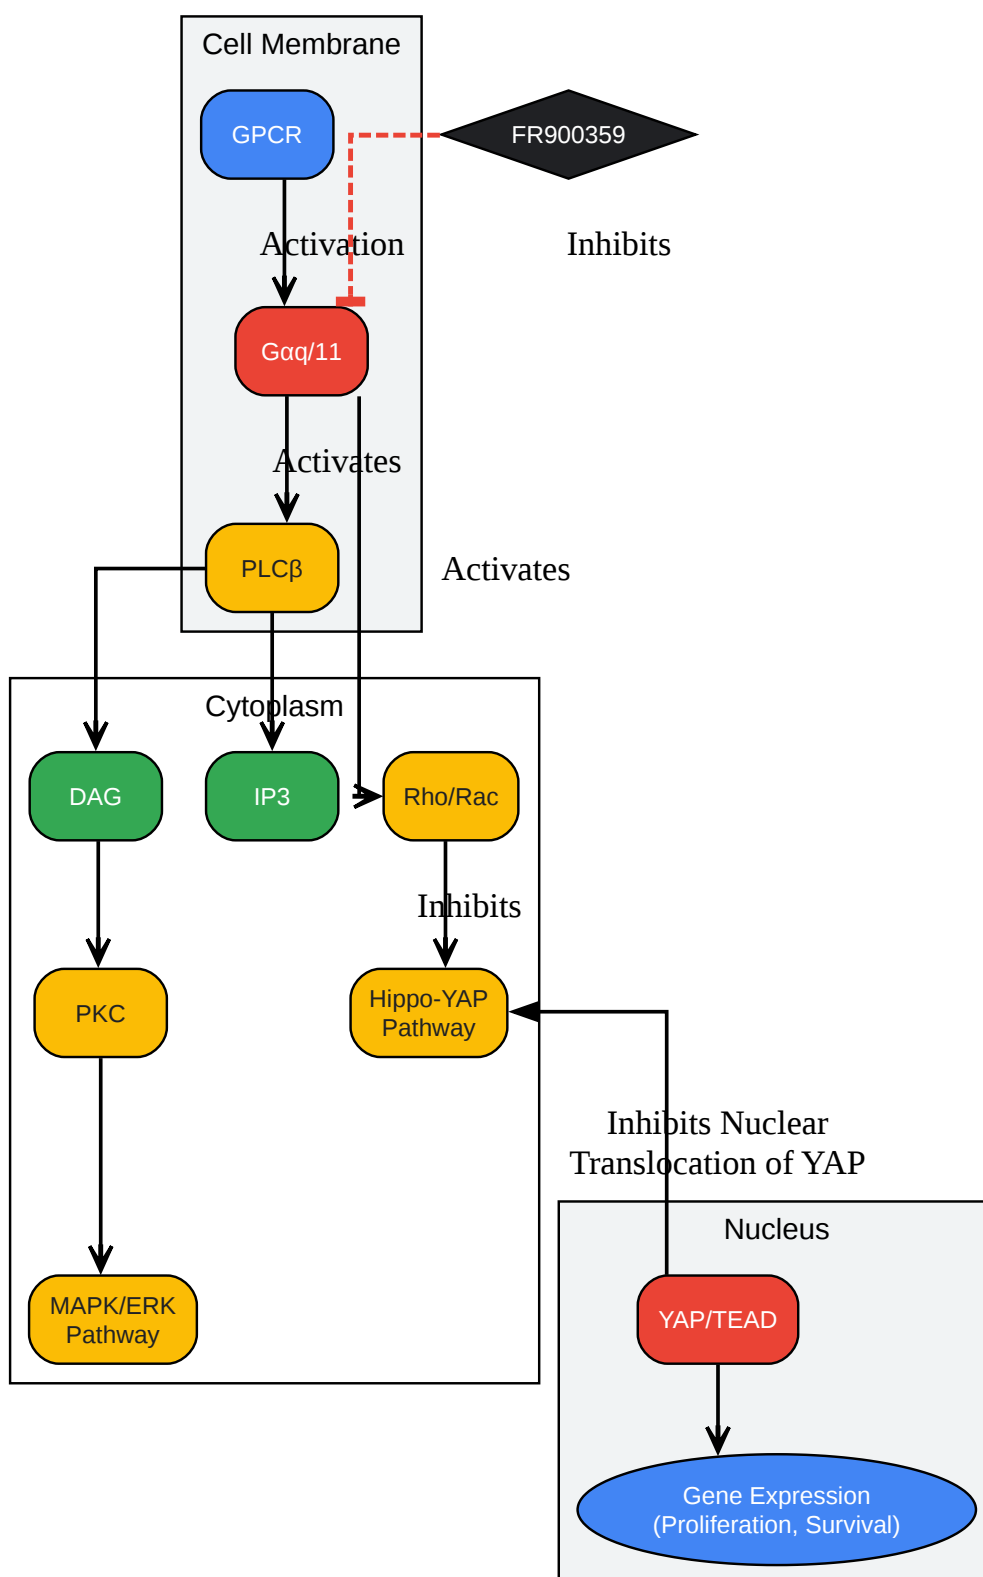 Cell Membrane
GPCR
FR900359
Activation
Inhibits
Gαq/11
Activates
PLCβ
Activates
Cytoplasm
DAG
IP3
Rho/Rac
Inhibits
PKC
Hippo-YAP
Pathway
Inhibits Nuclear
Translocation of YAP
Nucleus
MAPK/ERK
Pathway
YAP/TEAD
Gene Expression
(Proliferation, Survival)